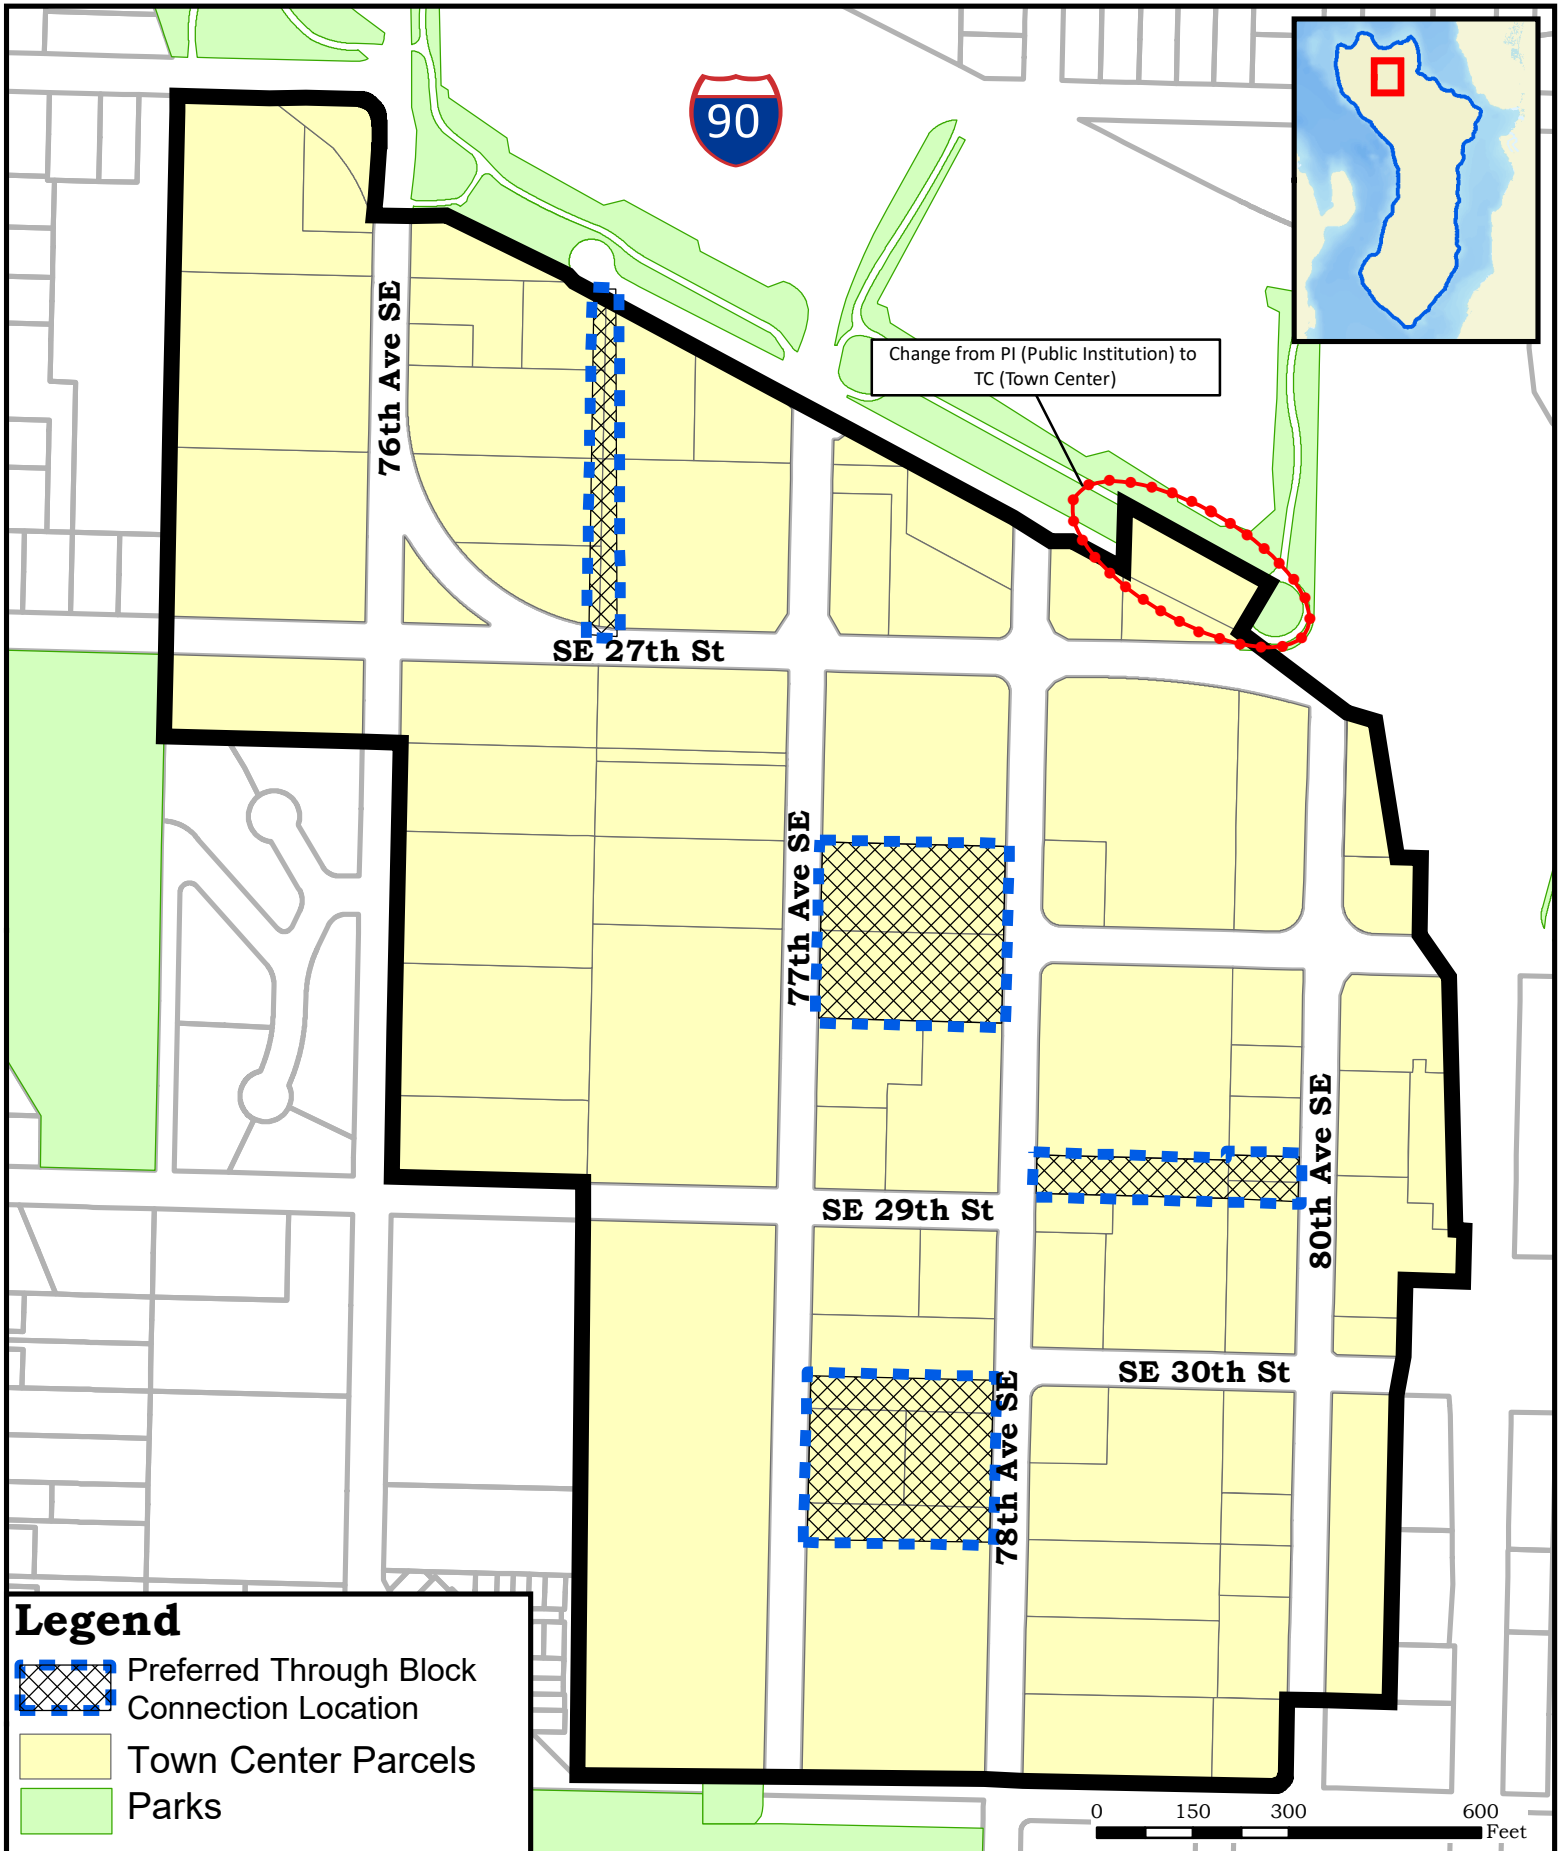 90
Change from PI (Public Institution) to
TC (Town Center)
76th Ave SE
SE 27th St
77th Ave SE
80th Ave SE
SE 29th St
SE 30th St
78th Ave SE
Legend
Preferred Through Block
Connection Location
Town Center Parcels
Parks
0 150 300 600
Feet